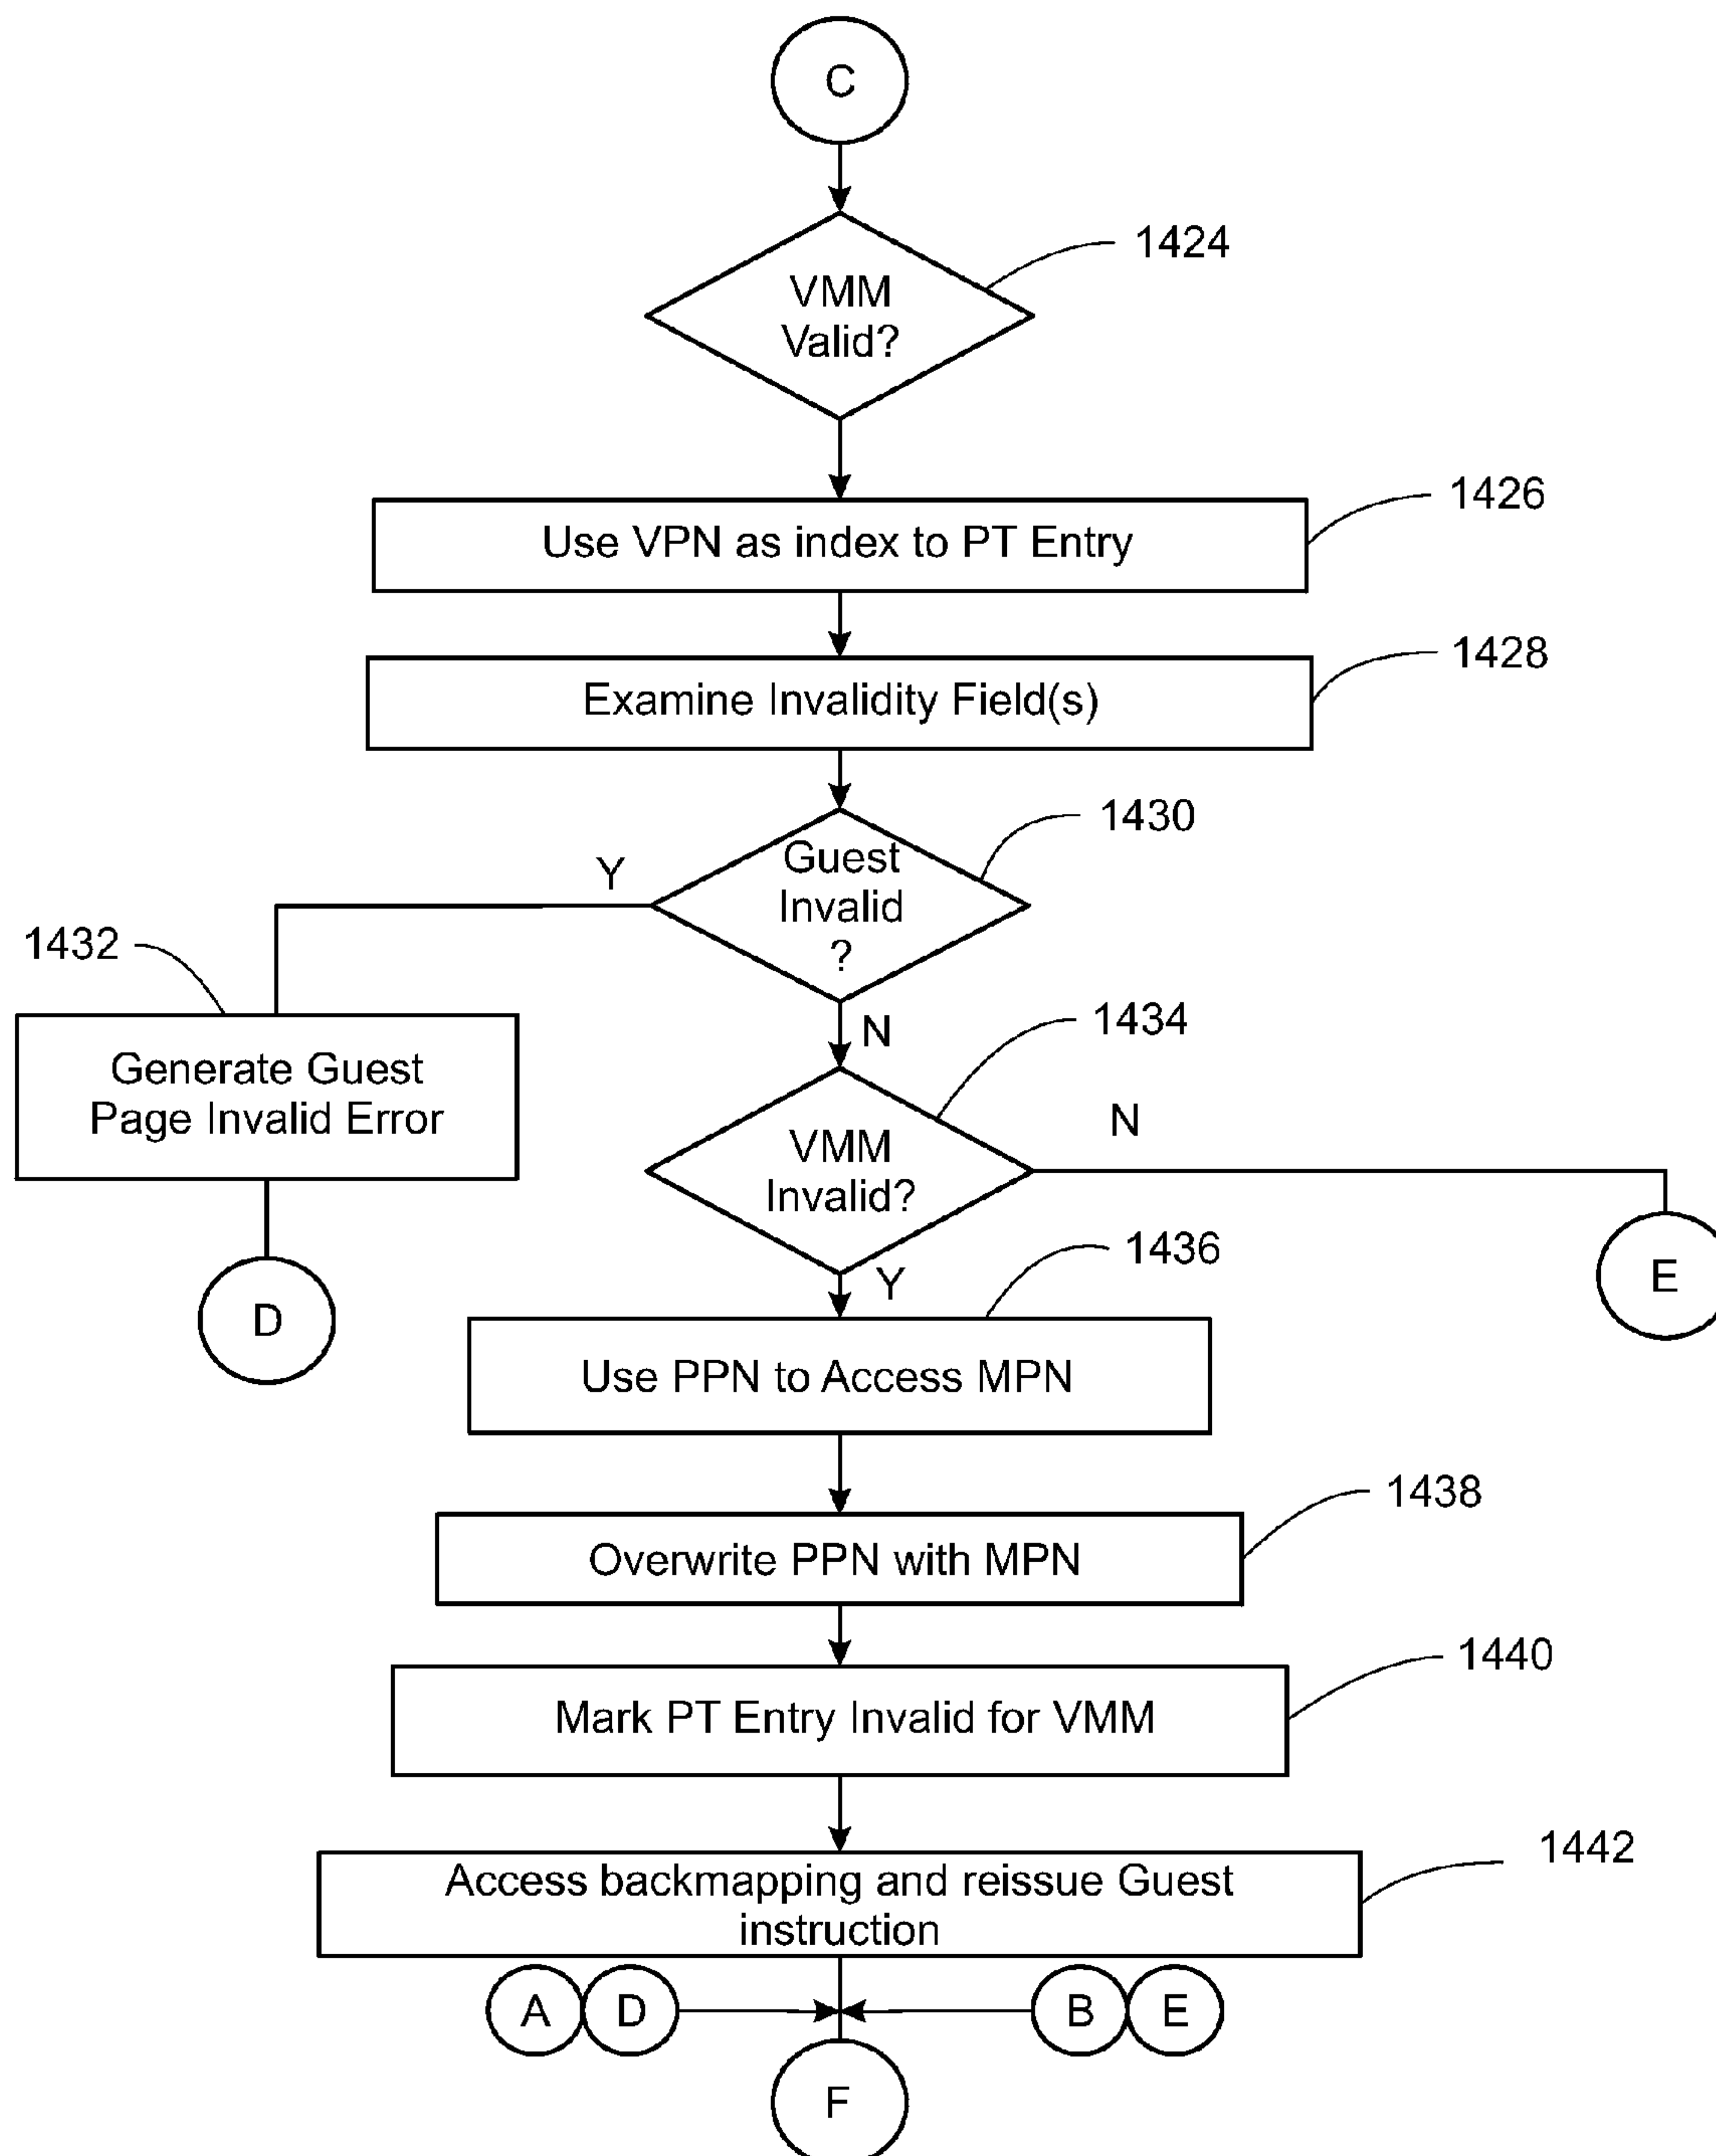 C
1424
VMM
Valid?
1426
Use VPN as index to PT Entry
1428
Examine Invalidity Field(s)
1430
Guest
Invalid
?
Y
1432
Generate Guest
Page Invalid Error
D
N
1434
VMM
Invalid?
N
E
Y
1436
Use PPN to Access MPN
1438
Overwrite PPN with MPN
1440
Mark PT Entry Invalid for VMM
1442
Access backmapping and reissue Guest
instruction
A D B E
F